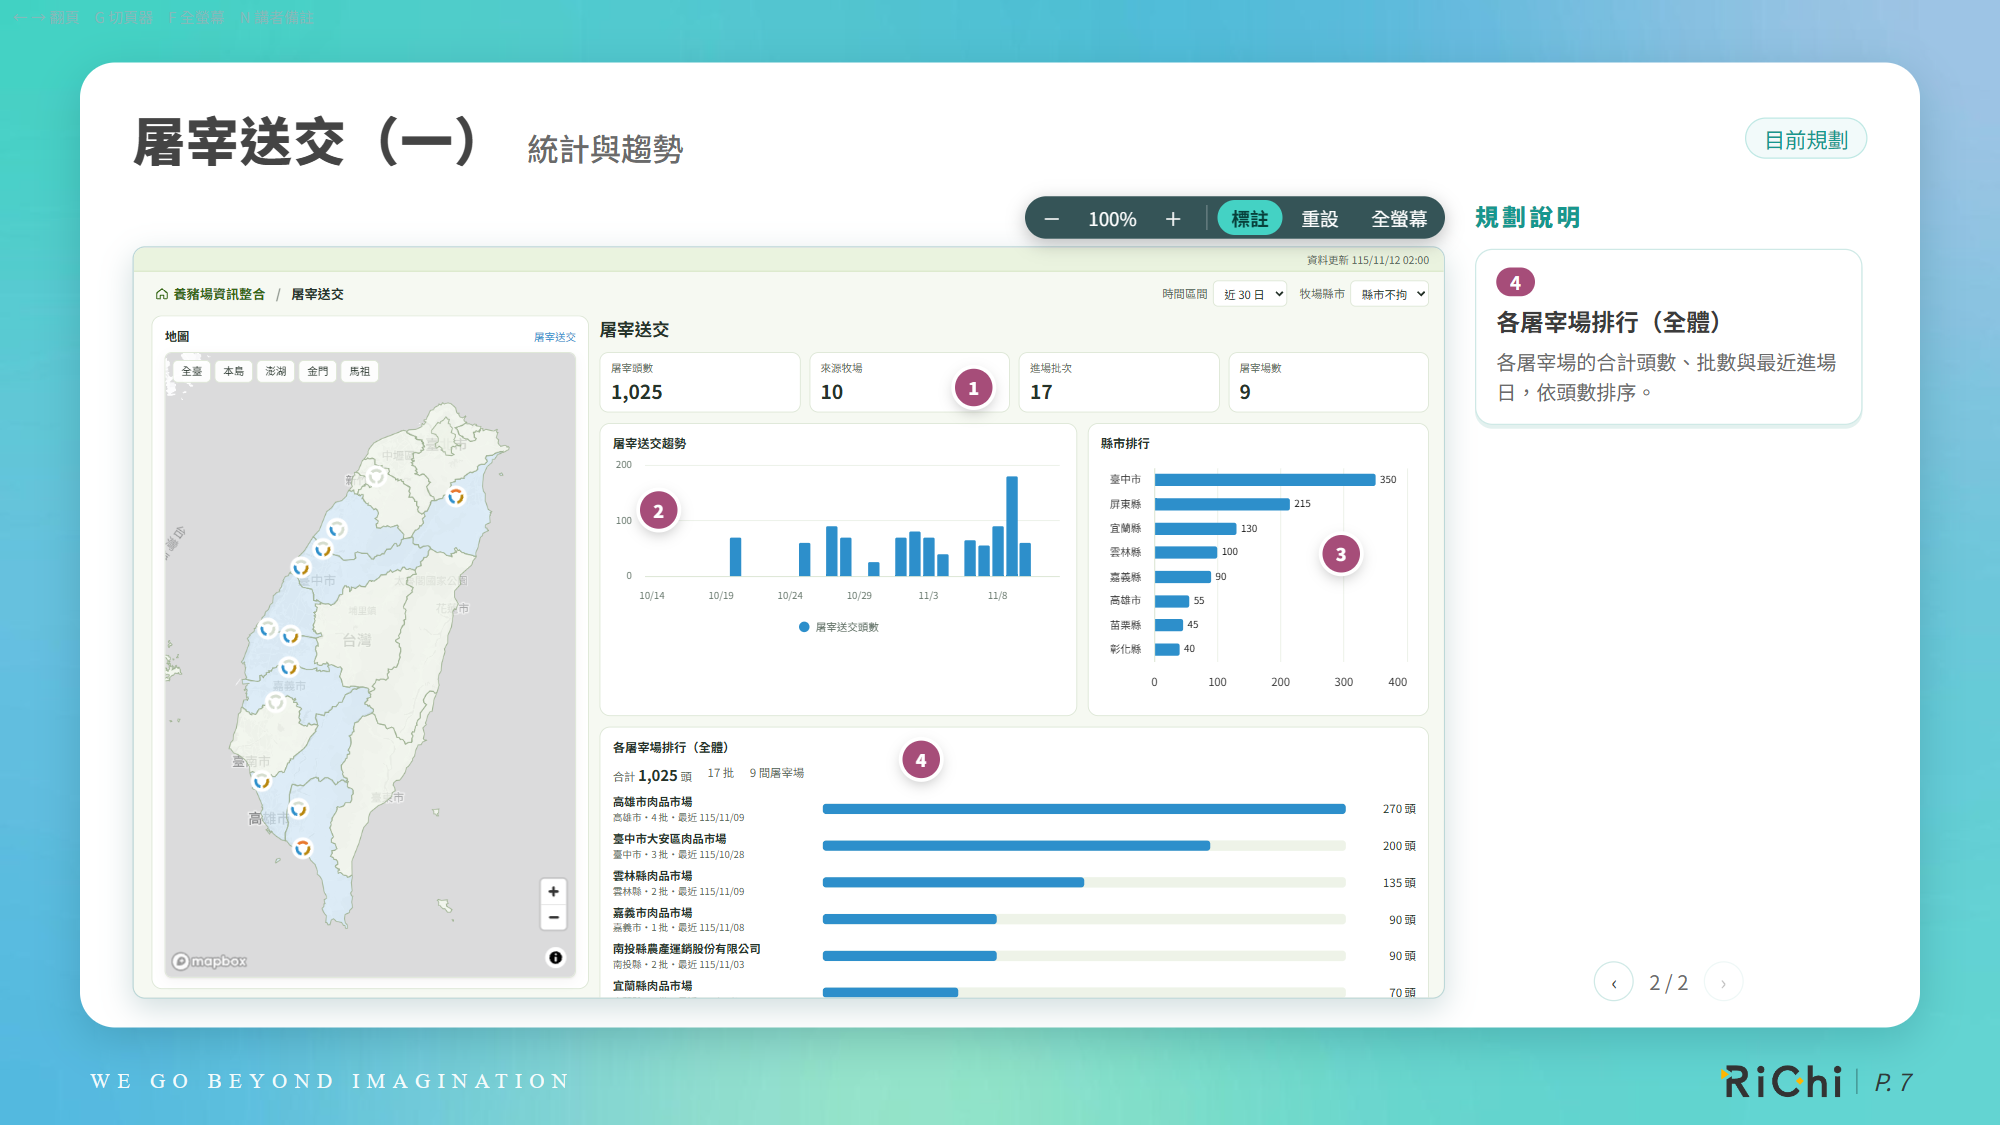 屠宰送交（一） 統計與趨勢
目前規劃
− 100% + 標註 重設 全螢幕
規劃說明
資料更新 115/11/12 02:00
養豬場資訊整合 / 屠宰送交
時間區間 近 30 日 牧場縣市 縣市不拘
地圖 屠宰送交
全臺 本島 澎湖 金門 馬祖
台灣
mapbox
屠宰送交
屠宰頭數
1,025
來源牧場
10
1
進場批次
17
屠宰場數
9
屠宰送交趨勢
200
100
0
2
10/14 10/19 10/24 10/29 11/3 11/8
屠宰送交頭數
縣市排行
臺中市 350
屏東縣 215
宜蘭縣 130
雲林縣 100
嘉義縣 90
高雄市 55
苗栗縣 45
彰化縣 40
0 100 200 300 400
3
各屠宰場排行（全體）
4
合計 1,025 頭 17 批 9 間屠宰場
高雄市肉品市場
高雄市・4 批・最近 115/11/09
270 頭
臺中市大安區肉品市場
臺中市・3 批・最近 115/10/28
200 頭
雲林縣肉品市場
雲林縣・2 批・最近 115/11/09
135 頭
嘉義市肉品市場
嘉義市・1 批・最近 115/11/08
90 頭
南投縣農產運銷股份有限公司
南投縣・2 批・最近 115/11/03
90 頭
宜蘭縣肉品市場
70 頭
4
各屠宰場排行（全體）
各屠宰場的合計頭數、批數與最近進場
日，依頭數排序。
‹ 2 / 2 ›
WE GO BEYOND IMAGINATION
RiChi P. 7